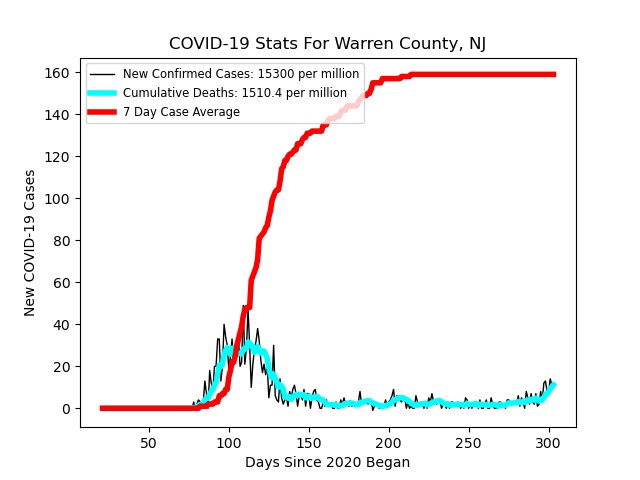 COVID-19 Stats For Warren County, NJ
New Confirmed Cases: 15300 per million
Cumulative Deaths: 1510.4 per million
7 Day Case Average
160
140
120
100
80
60
40
20
0
New COVID-19 Cases
50 100 150 200 250 300
Days Since 2020 Began